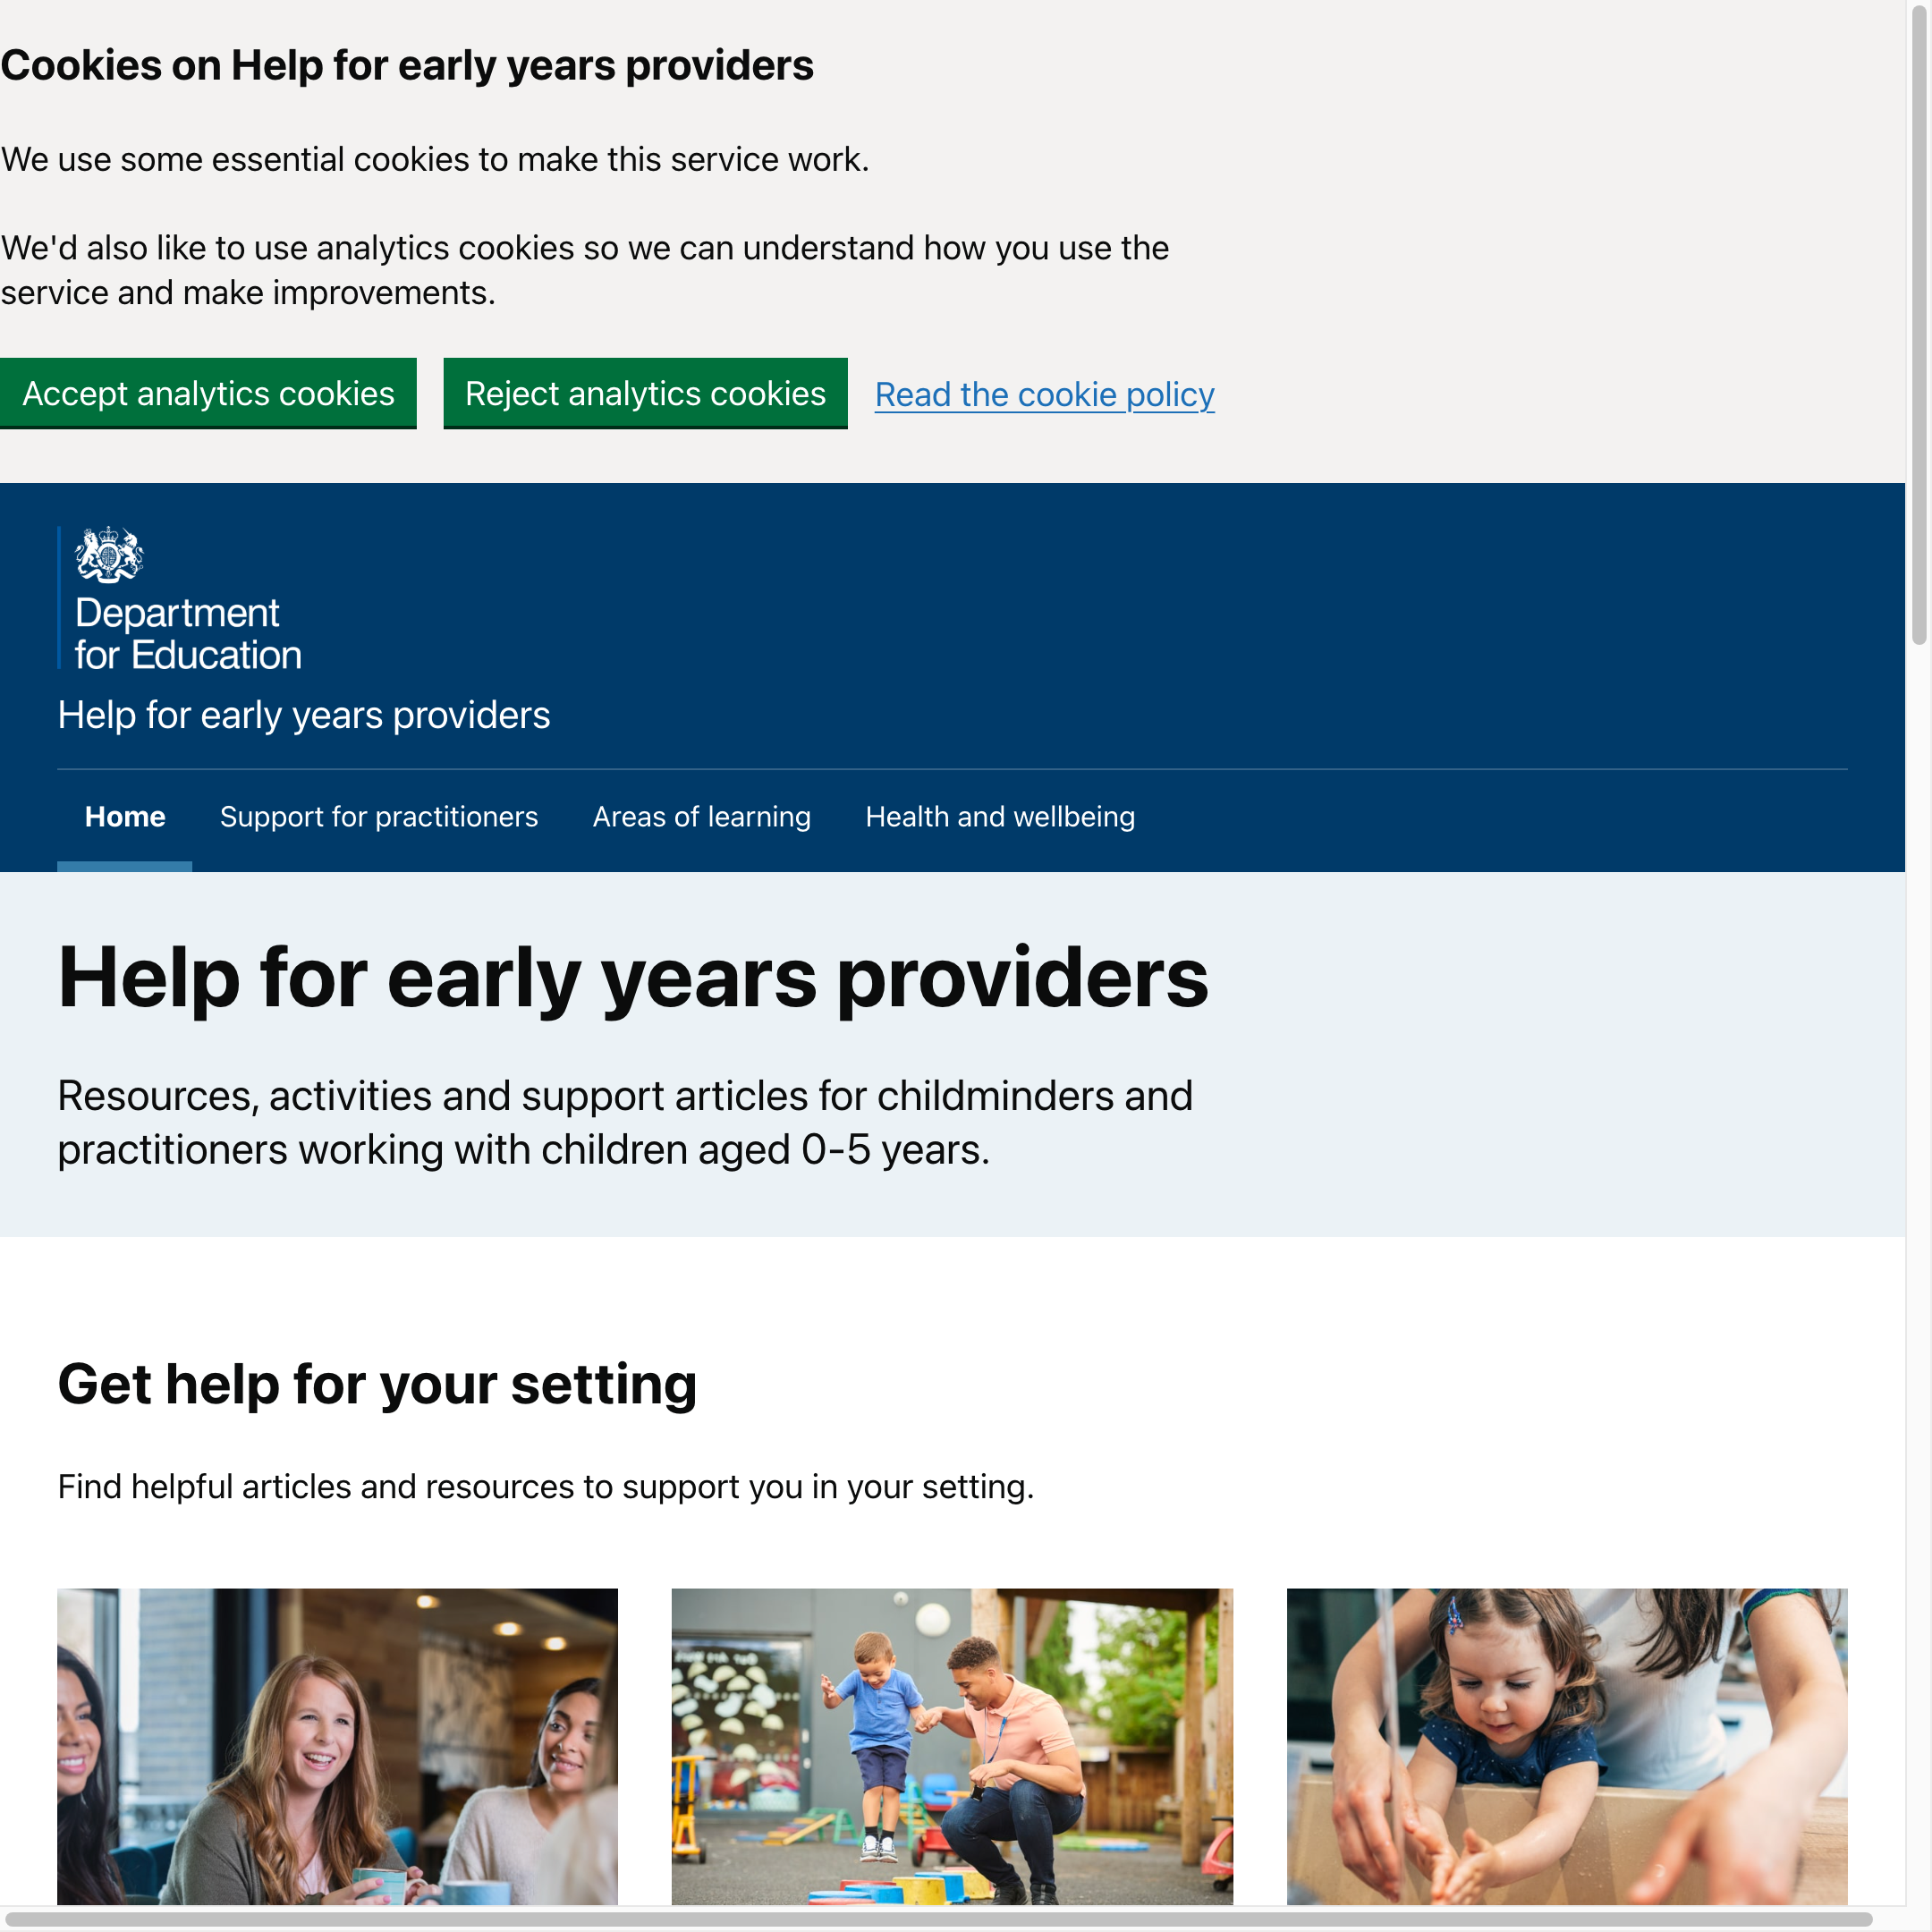 Cookies on Help for early years providers
We use some essential cookies to make this service work.
We'd also like to use analytics cookies so we can understand how you use the
service and make improvements.
Accept analytics cookies
Reject analytics cookies
Read the cookie policy
Department
for Education
Help for early years providers
Home
Support for practitioners
Areas of learning
Health and wellbeing
Help for early years providers
Resources, activities and support articles for childminders and
practitioners working with children aged 0-5 years.
Get help for your setting
Find helpful articles and resources to support you in your setting.